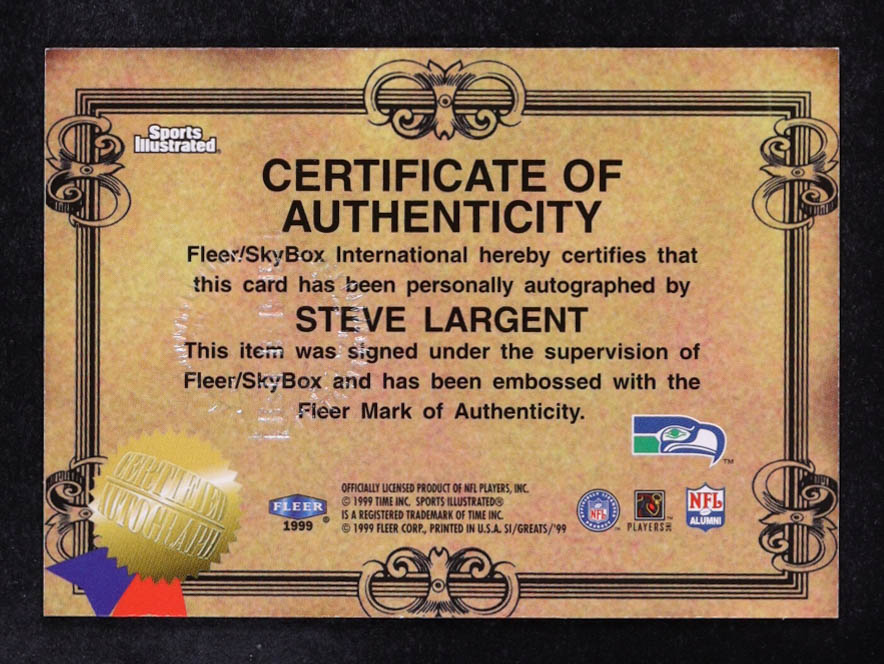 Sports
Illustrated®
CERTIFICATE OF
AUTHENTICITY
Fleer/SkyBox International hereby certifies that
this card has been personally autographed by
STEVE LARGENT
This item was signed under the supervision of
Fleer/SkyBox and has been embossed with the
Fleer Mark of Authenticity.
TM
CERTIFIED
AUTOGRAPH
FLEER®
1999
OFFICIALLY LICENSED PRODUCT OF NFL PLAYERS, INC.
© 1999 TIME INC. SPORTS ILLUSTRATED®
IS A REGISTERED TRADEMARK OF TIME INC.
© 1999 FLEER CORP., PRINTED IN U.S.A. SI/GREATS/'99
NFL
PLAYERS
NFL
ALUMNI